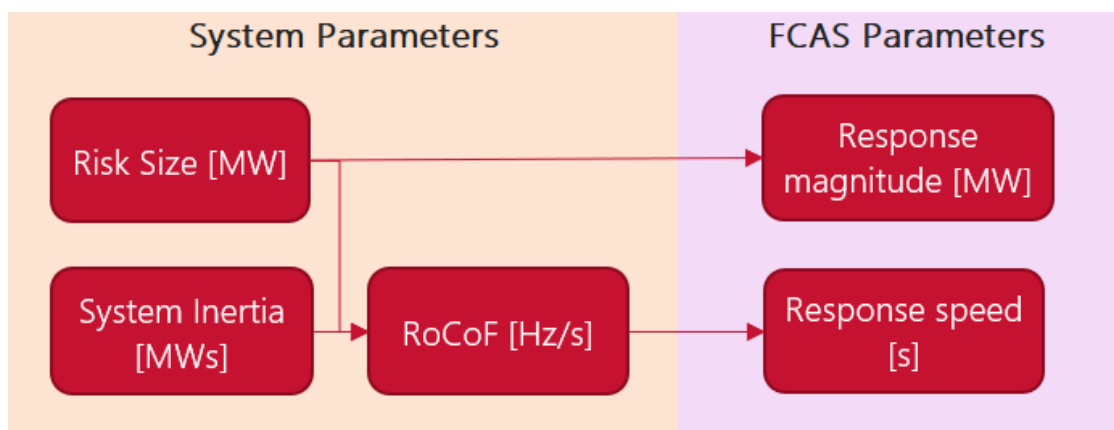 System Parameters
FCAS Parameters
Risk Size [MW]
Response
magnitude [MW]
System Inertia
[MWs]
RoCoF [Hz/s]
Response speed
[s]